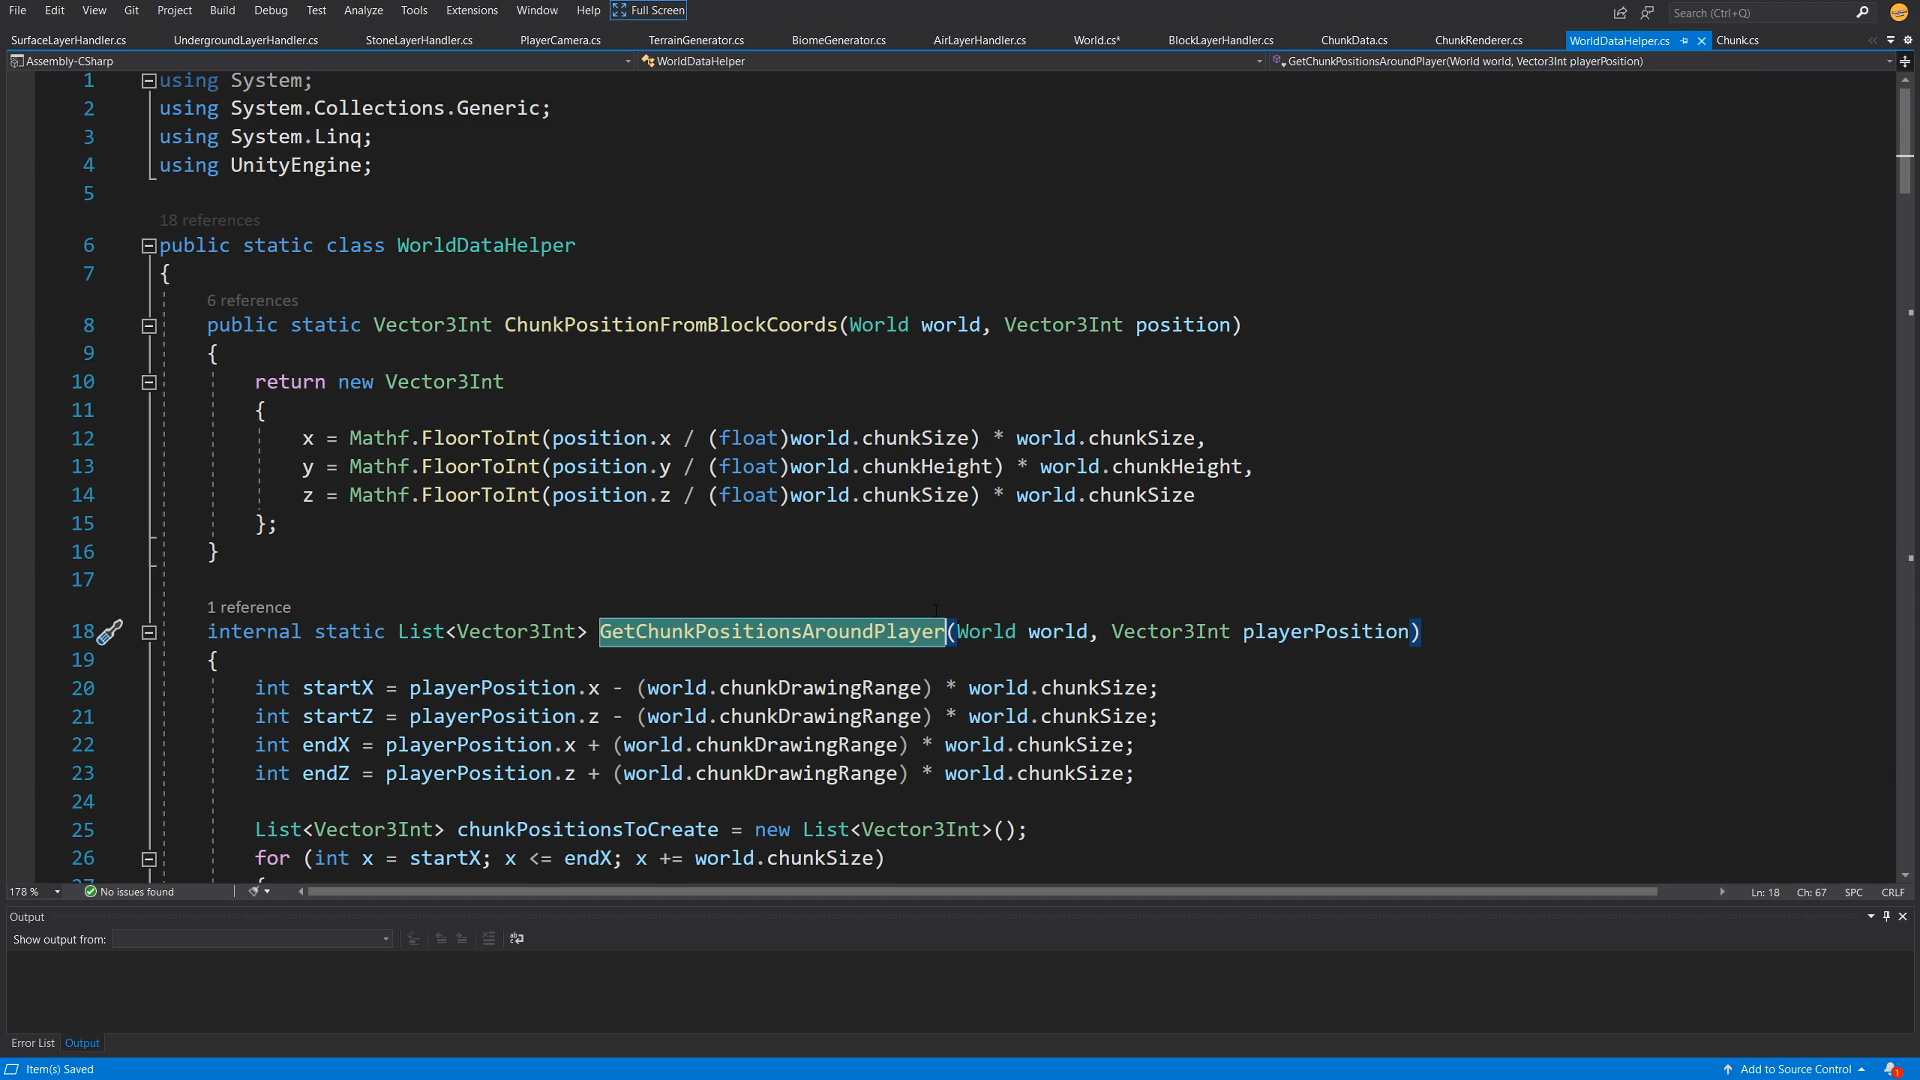 File Edit View Git Project Build Debug Test Analyze Tools Extensions Window Help Full Screen Search (Ctrl+Q)
SurfaceLayerHandler.cs UndergroundLayerHandler.cs StoneLayerHandler.cs PlayerCamera.cs TerrainGenerator.cs BiomeGenerator.cs AirLayerHandler.cs World.cs* BlockLayerHandler.cs ChunkData.cs ChunkRenderer.cs WorldDataHelper.cs Chunk.cs
Assembly-CSharp WorldDataHelper GetChunkPositionsAroundPlayer(World world, Vector3Int playerPosition)
1 using System;
2 using System.Collections.Generic;
3 using System.Linq;
4 using UnityEngine;
5
18 references
6 public static class WorldDataHelper
7 {
6 references
8 public static Vector3Int ChunkPositionFromBlockCoords(World world, Vector3Int position)
9 {
10 return new Vector3Int
11 {
12 x = Mathf.FloorToInt(position.x / (float)world.chunkSize) * world.chunkSize,
13 y = Mathf.FloorToInt(position.y / (float)world.chunkHeight) * world.chunkHeight,
14 z = Mathf.FloorToInt(position.z / (float)world.chunkSize) * world.chunkSize
15 };
16 }
17
1 reference
18 internal static List<Vector3Int> GetChunkPositionsAroundPlayer(World world, Vector3Int playerPosition)
19 {
20 int startX = playerPosition.x - (world.chunkDrawingRange) * world.chunkSize;
21 int startZ = playerPosition.z - (world.chunkDrawingRange) * world.chunkSize;
22 int endX = playerPosition.x + (world.chunkDrawingRange) * world.chunkSize;
23 int endZ = playerPosition.z + (world.chunkDrawingRange) * world.chunkSize;
24
25 List<Vector3Int> chunkPositionsToCreate = new List<Vector3Int>();
26 for (int x = startX; x <= endX; x += world.chunkSize)
178 % No issues found Ln: 18 Ch: 67 SPC CRLF
Output
Show output from:
Error List Output
Item(s) Saved Add to Source Control 1